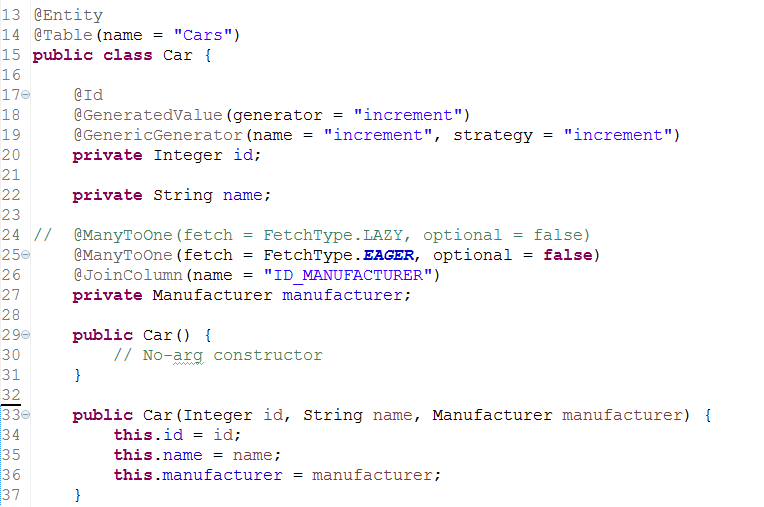 13 @Entity
14 @Table(name = "Cars")
15 public class Car {
16
17 @Id
18 @GeneratedValue(generator = "increment")
19 @GenericGenerator(name = "increment", strategy = "increment")
20 private Integer id;
21
22 private String name;
23
24 // @ManyToOne(fetch = FetchType.LAZY, optional = false)
25 @ManyToOne(fetch = FetchType.EAGER, optional = false)
26 @JoinColumn(name = "ID_MANUFACTURER")
27 private Manufacturer manufacturer;
28
29 public Car() {
30 // No-arg constructor
31 }
32
33 public Car(Integer id, String name, Manufacturer manufacturer) {
34 this.id = id;
35 this.name = name;
36 this.manufacturer = manufacturer;
37 }